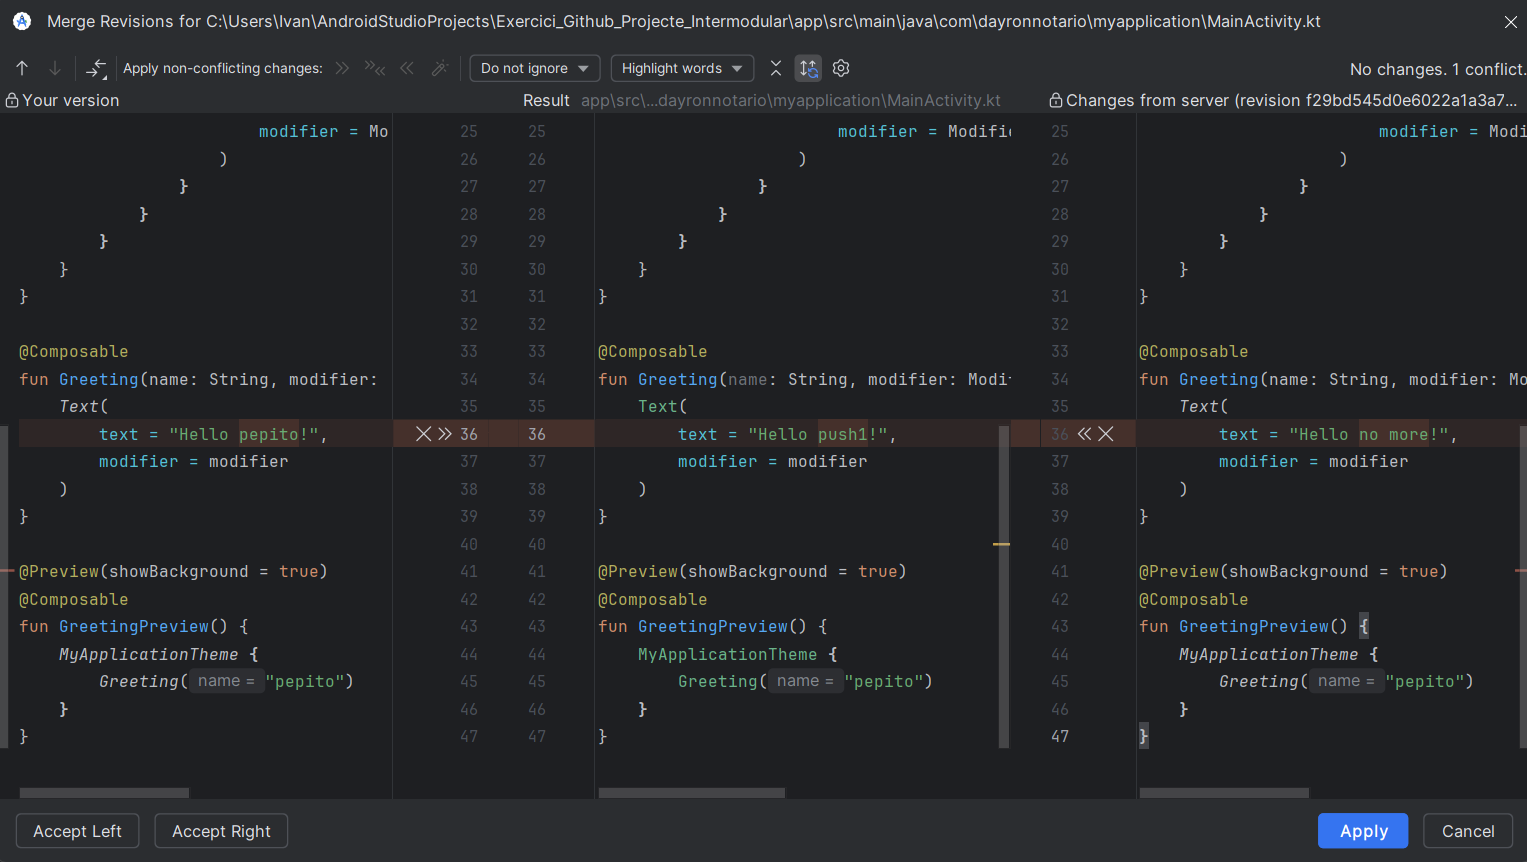 Merge Revisions for C:\Users\Ivan\AndroidStudioProjects\Exercici_Github_Projecte_Intermodular\app\src\main\java\com\dayronnotario\myapplication\MainActivity.kt
Apply non-conflicting changes: Do not ignore Highlight words No changes. 1 conflict.
Your version
Result app\src\...dayronnotario\myapplication\MainActivity.kt
Changes from server (revision f29bd545d0e6022a1a3a7...
modifier = Mo 25
) 26
} 27
} 28
} 29
} 30
} 31
32
@Composable 33
fun Greeting(name: String, modifier: 34
Text( 35
text = "Hello pepito!", 36
modifier = modifier 37
) 38
} 39
40
@Preview(showBackground = true) 41
@Composable 42
fun GreetingPreview() { 43
MyApplicationTheme { 44
Greeting( name = "pepito") 45
} 46
} 47
25 modifier = Modifi
26 )
27 }
28 }
29 }
30 }
31 }
32
33 @Composable
34 fun Greeting(name: String, modifier: Modi
35 Text(
36 text = "Hello push1!",
37 modifier = modifier
38 )
39 }
40
41 @Preview(showBackground = true)
42 @Composable
43 fun GreetingPreview() {
44 MyApplicationTheme {
45 Greeting( name = "pepito")
46 }
47 }
25 modifier = Modi
26 )
27 }
28 }
29 }
30 }
31 }
32
33 @Composable
34 fun Greeting(name: String, modifier: Mo
35 Text(
36 text = "Hello no more!",
37 modifier = modifier
38 )
39 }
40
41 @Preview(showBackground = true)
42 @Composable
43 fun GreetingPreview() {
44 MyApplicationTheme {
45 Greeting( name = "pepito")
46 }
47 }
Accept Left Accept Right Apply Cancel